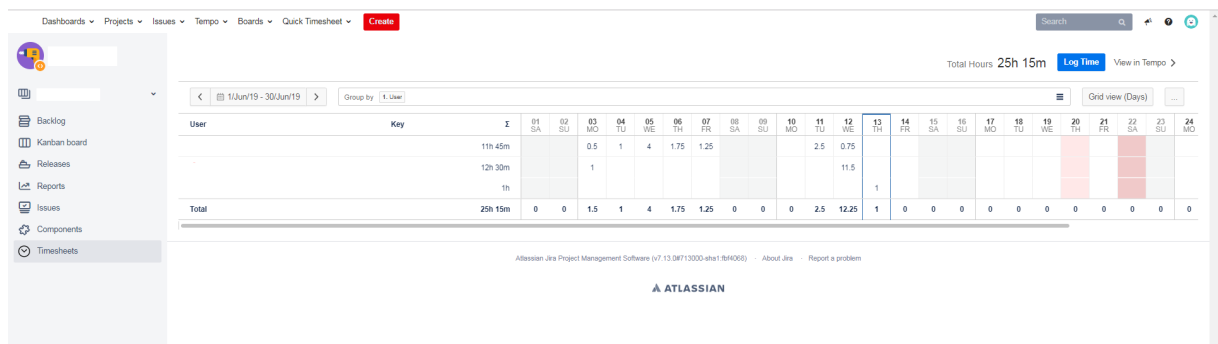 Dashboards Projects Issues Tempo Boards Quick Timesheet Create Search
Total Hours 25h 15m Log Time View in Tempo
1/Jun/19 - 30/Jun/19 Group by 1. User Grid view (Days) ...
Backlog
Kanban board
Releases
Reports
Issues
Components
Timesheets
User Key Σ 01 02 03 04 05 06 07 08 09 10 11 12 13 14 15 16 17 18 19 20 21 22 23 24
SA SU MO TU WE TH FR SA SU MO TU WE TH FR SA SU MO TU WE TH FR SA SU MO
11h 45m 0.5 1 4 1.75 1.25 2.5 0.75
12h 30m 1 11.5
1h 1
Total 25h 15m 0 0 1.5 1 4 1.75 1.25 0 0 0 2.5 12.25 1 0 0 0 0 0 0 0 0 0 0 0
Atlassian Jira Project Management Software (v7.13.0#713000-sha1:fbf4068) · About Jira · Report a problem
ATLASSIAN